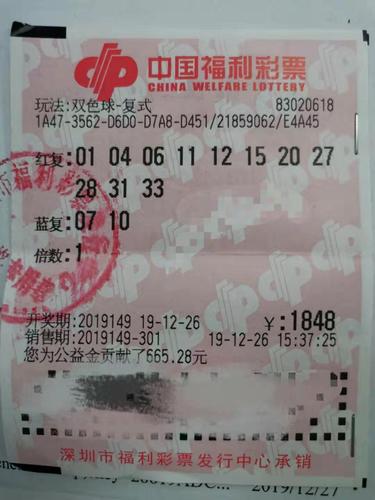 中国福利彩票
CHINA WELFARE LOTTERY
玩法:双色球-复式 83020618
1A47-3562-D6D0-D7A8-D451/21859062/E4A45
红复:01 04 06 11 12 15 20 27
28 31 33
蓝复:07 10
倍数:1
开奖期:2019149 19-12-26 ¥:1848
销售期:2019149-301 19-12-26 15:37:25
您为公益金贡献了665.28元
深圳市福利彩票发行中心承销
市福利彩
2019/12/27